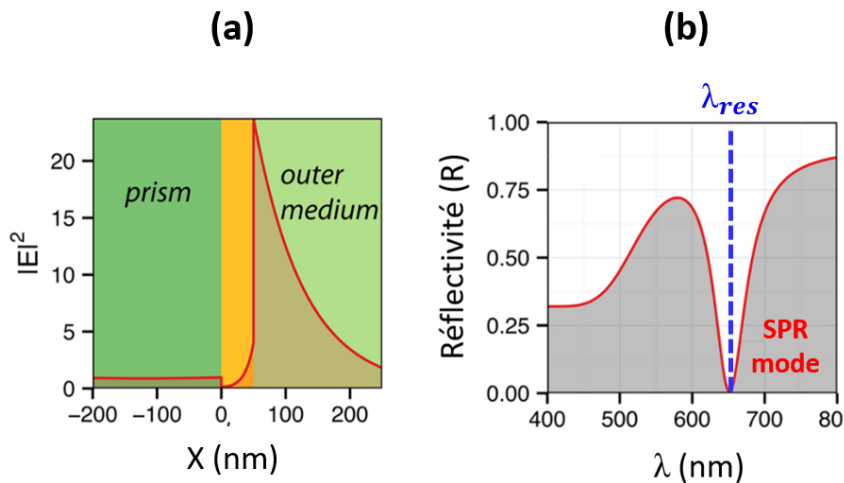 (a)
(b)
λres
prism
outer
medium
|E|²
20
15
10
5
0
−200
−100
0,
100
200
X (nm)
Réflectivité (R)
1.00
0.75
0.50
0.25
0.00
SPR
mode
400
500
600
700
80
λ (nm)